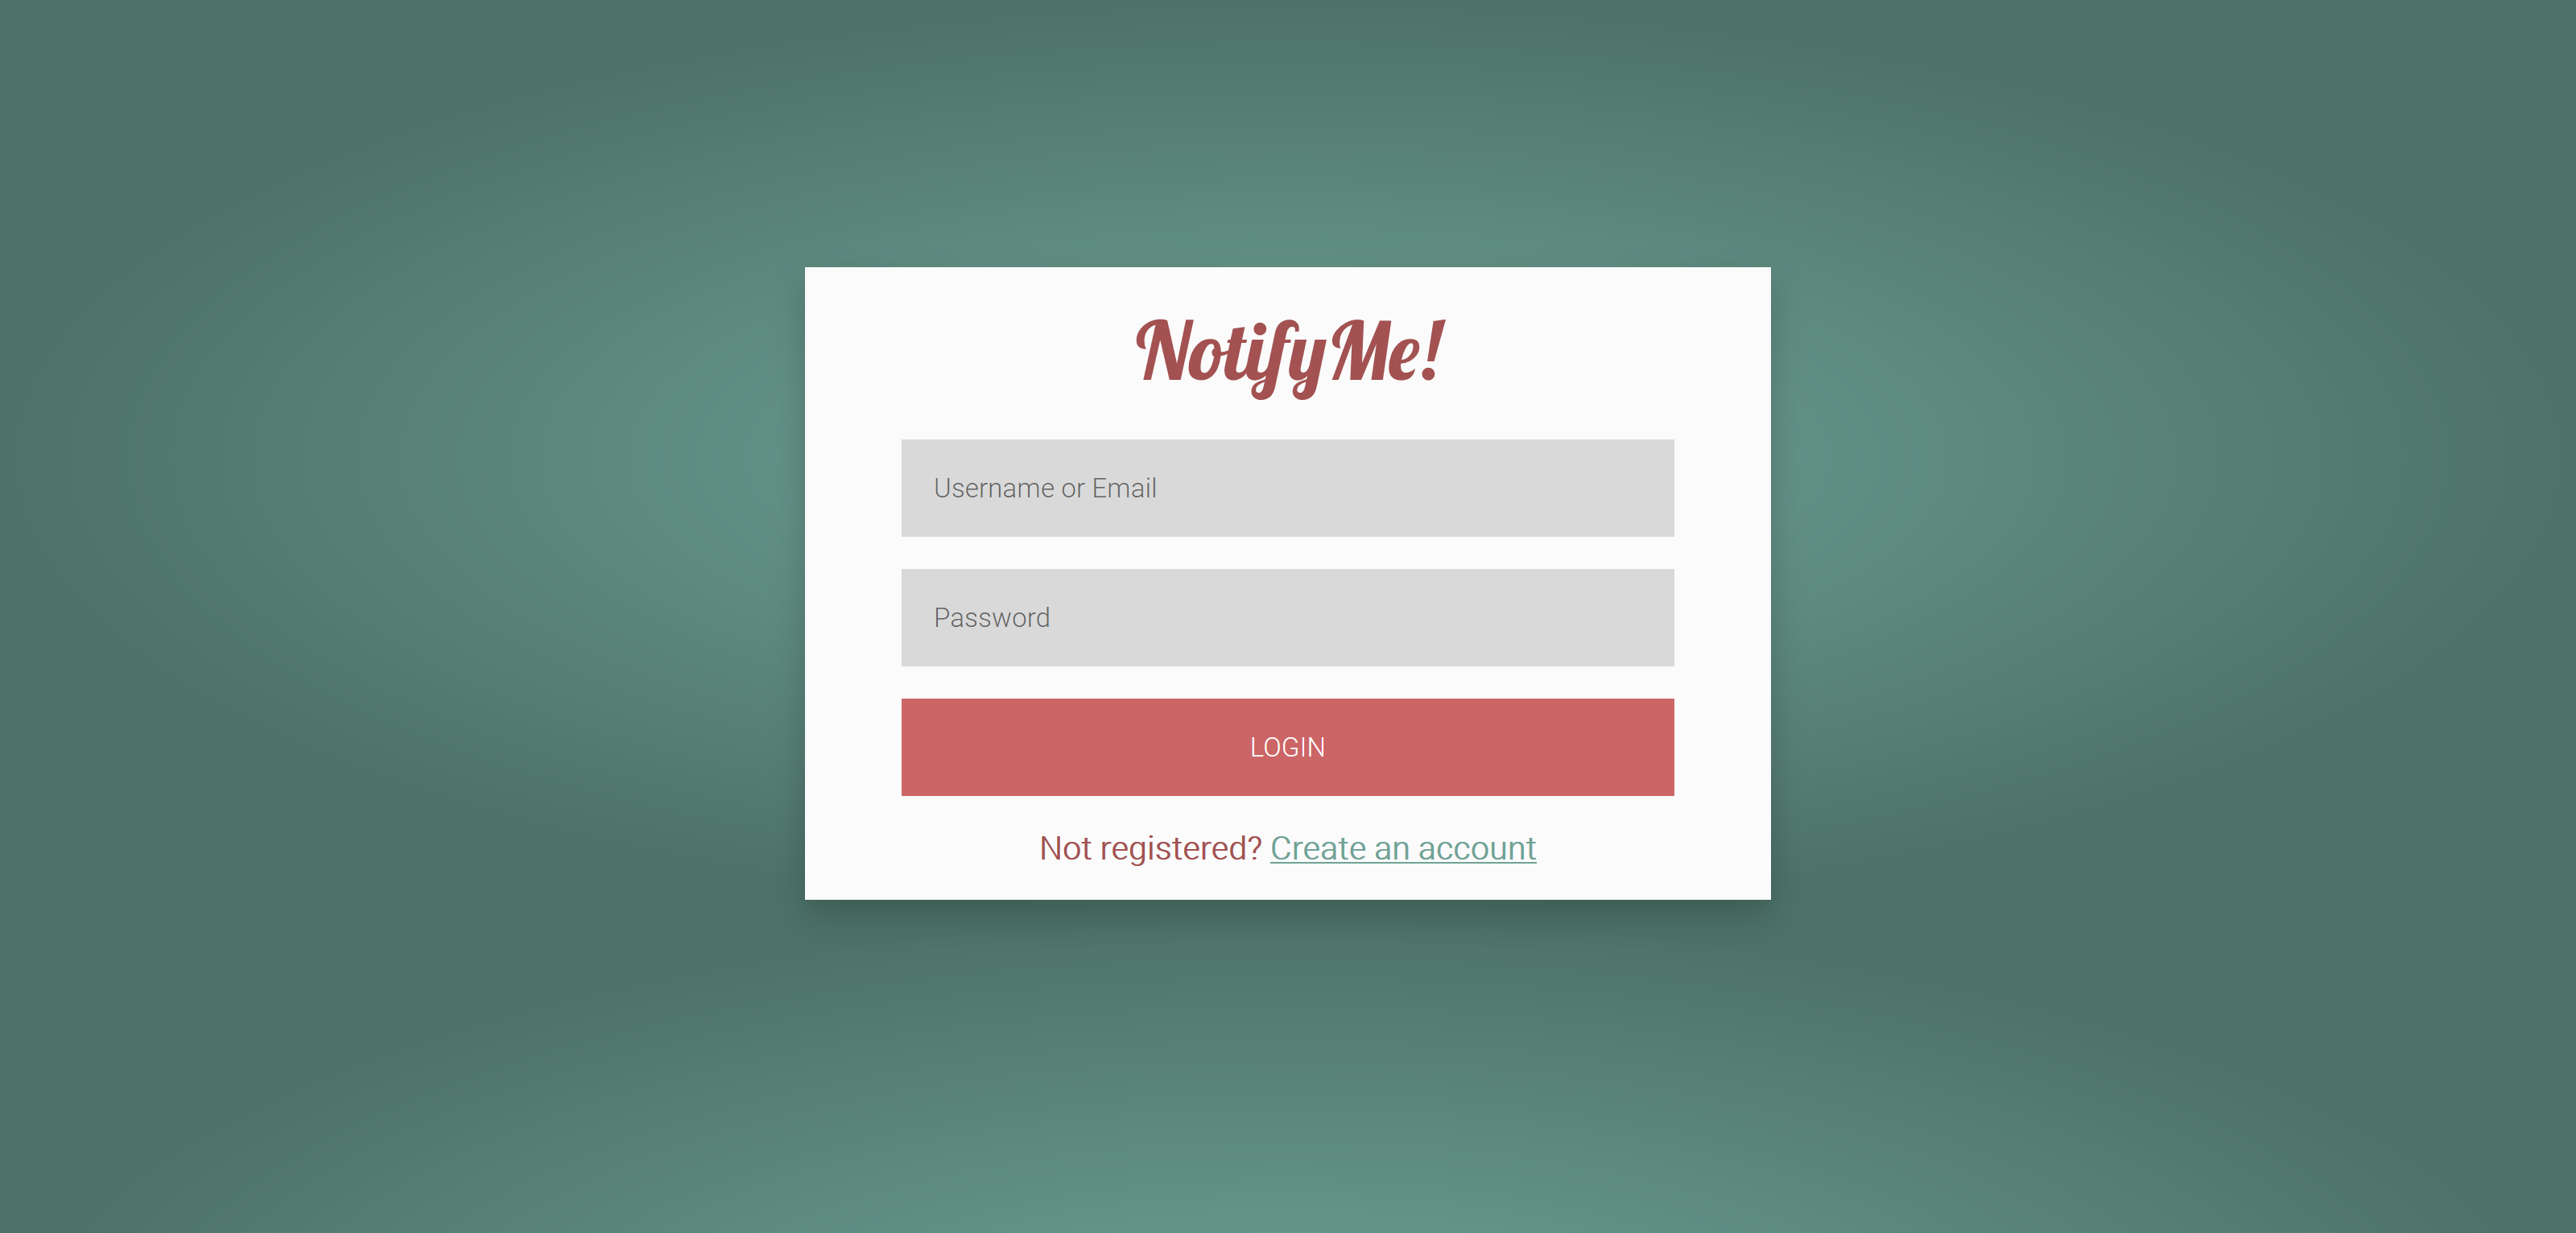 NotifyMe!
Username or Email
Password
LOGIN
Not registered? Create an account